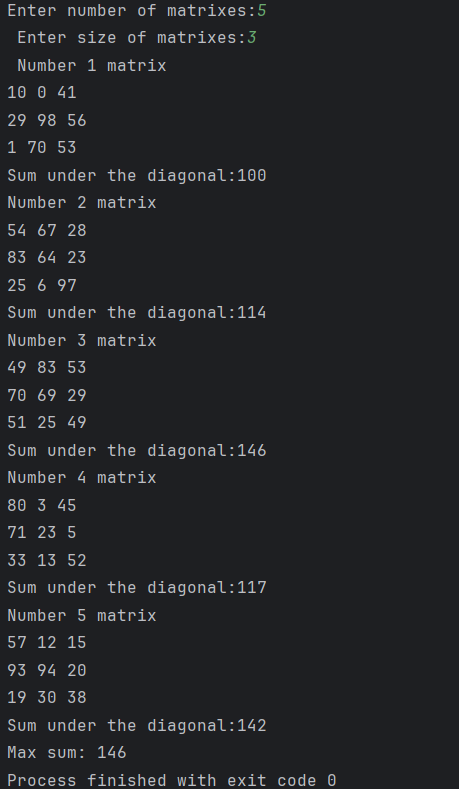 Enter number of matrixes:5
Enter size of matrixes:3
Number 1 matrix
10 0 41
29 98 56
1 70 53
Sum under the diagonal:100
Number 2 matrix
54 67 28
83 64 23
25 6 97
Sum under the diagonal:114
Number 3 matrix
49 83 53
70 69 29
51 25 49
Sum under the diagonal:146
Number 4 matrix
80 3 45
71 23 5
33 13 52
Sum under the diagonal:117
Number 5 matrix
57 12 15
93 94 20
19 30 38
Sum under the diagonal:142
Max sum: 146
Process finished with exit code 0